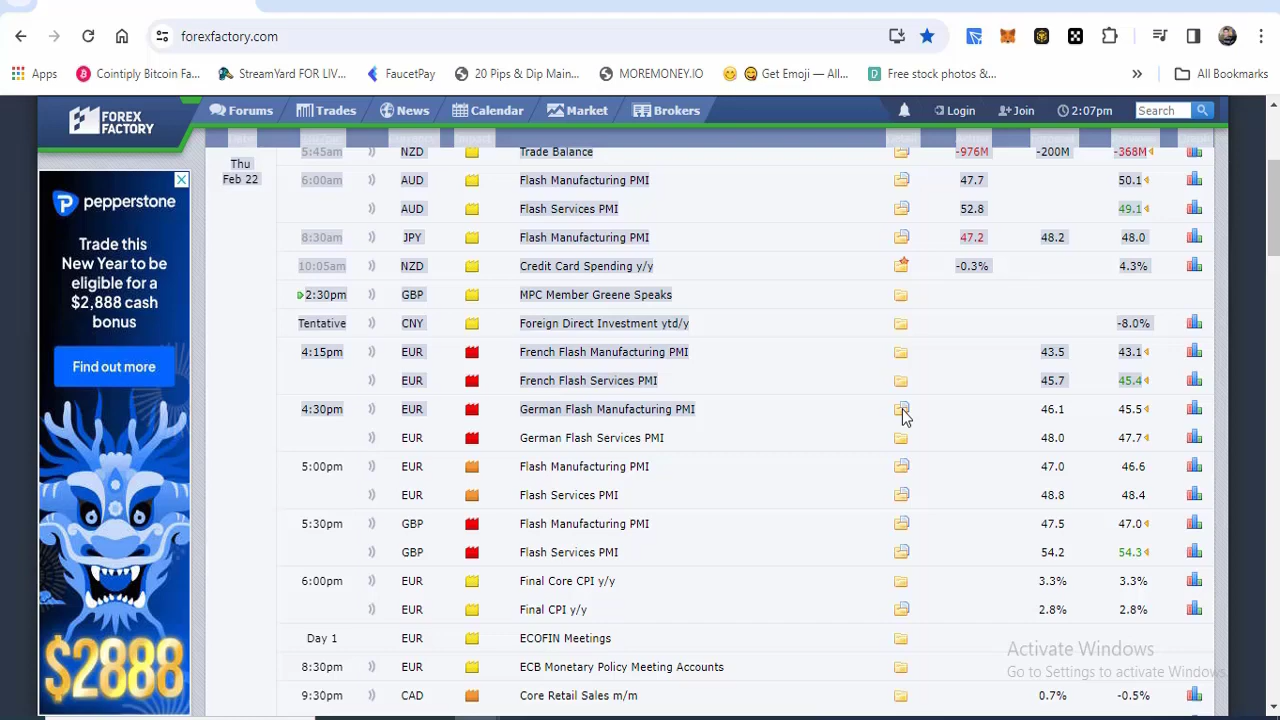 forexfactory.com
Apps
Cointiply Bitcoin Fa...
StreamYard FOR LIV...
FaucetPay
20 Pips & Dip Main...
MOREMONEY.IO
Get Emoji — All...
Free stock photos &...
»
All Bookmarks
FOREX FACTORY
Forums
Trades
News
Calendar
Market
Brokers
Login
Join
2:07pm
Search
pepperstone
Trade this
New Year to be
eligible for a
$2,888 cash
bonus
Find out more
$2888
Thu
Feb 22
5:45am NZD Trade Balance -976M -200M -368M
6:00am AUD Flash Manufacturing PMI 47.7 50.1
AUD Flash Services PMI 52.8 49.1
8:30am JPY Flash Manufacturing PMI 47.2 48.2 48.0
10:05am NZD Credit Card Spending y/y -0.3% 4.3%
2:30pm GBP MPC Member Greene Speaks
Tentative CNY Foreign Direct Investment ytd/y -8.0%
4:15pm EUR French Flash Manufacturing PMI 43.5 43.1
EUR French Flash Services PMI 45.7 45.4
4:30pm EUR German Flash Manufacturing PMI 46.1 45.5
EUR German Flash Services PMI 48.0 47.7
5:00pm EUR Flash Manufacturing PMI 47.0 46.6
EUR Flash Services PMI 48.8 48.4
5:30pm GBP Flash Manufacturing PMI 47.5 47.0
GBP Flash Services PMI 54.2 54.3
6:00pm EUR Final Core CPI y/y 3.3% 3.3%
EUR Final CPI y/y 2.8% 2.8%
Day 1 EUR ECOFIN Meetings
8:30pm EUR ECB Monetary Policy Meeting Accounts
9:30pm CAD Core Retail Sales m/m 0.7% -0.5%
Activate Windows
Go to Settings to activate Windows.